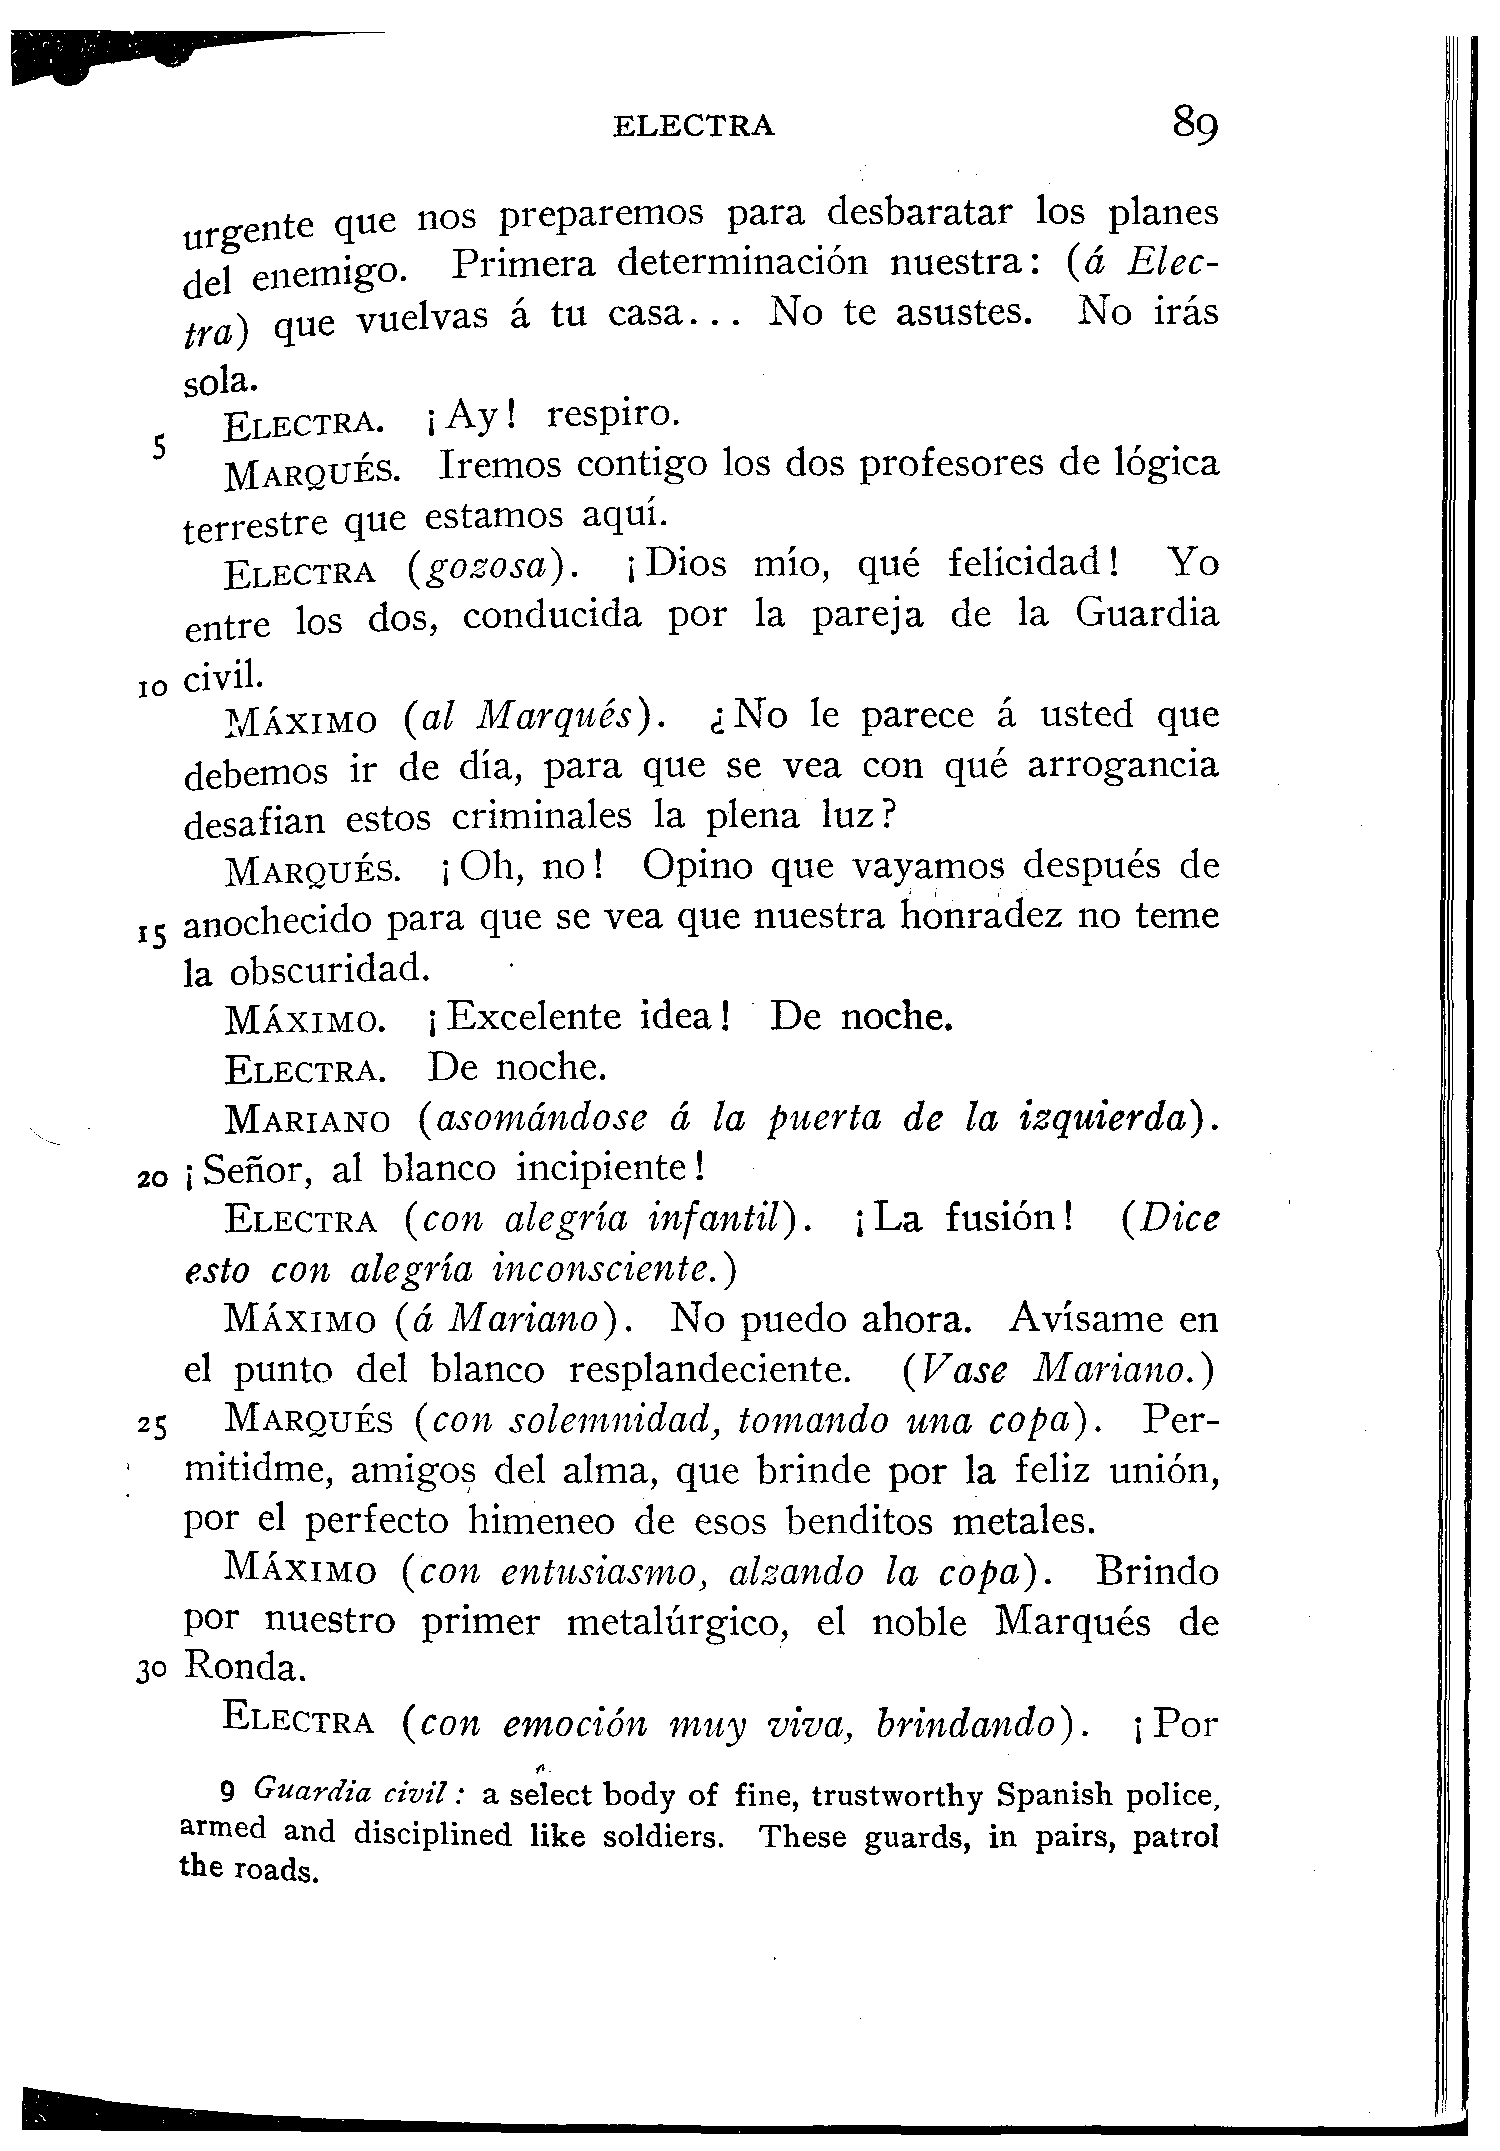 ELECTRA 89
urgente que nos preparemos para desbaratar los planes
del enemigo. Primera determinación nuestra: (á Elec-
tra) que vuelvas á tu casa... No te asustes. No irás
sola.
5 ELECTRA. ¡Ay! respiro.
MARQUÉS. Iremos contigo los dos profesores de lógica
terrestre que estamos aquí.
ELECTRA (gozosa). ¡Dios mío, qué felicidad! Yo
entre los dos, conducida por la pareja de la Guardia
10 civil.
MÁXIMO (al Marqués). ¿No le parece á usted que
debemos ir de día, para que se vea con qué arrogancia
desafian estos criminales la plena luz?
MARQUÉS. ¡Oh, no! Opino que vayamos después de
15 anochecido para que se vea que nuestra honradez no teme
la obscuridad.
MÁXIMO. ¡Excelente idea! De noche.
ELECTRA. De noche.
MARIANO (asomándose á la puerta de la izquierda).
20 ¡Señor, al blanco incipiente!
ELECTRA (con alegría infantil). ¡La fusión! (Dice
esto con alegría inconsciente.)
MÁXIMO (á Mariano). No puedo ahora. Avísame en
el punto del blanco resplandeciente. (Vase Mariano.)
25 MARQUÉS (con solemnidad, tomando una copa). Per-
mitidme, amigos del alma, que brinde por la feliz unión,
por el perfecto himeneo de esos benditos metales.
MÁXIMO (con entusiasmo, alzando la copa). Brindo
por nuestro primer metalúrgico, el noble Marqués de
30 Ronda.
ELECTRA (con emoción muy viva, brindando). ¡Por
9 Guardia civil: a select body of fine, trustworthy Spanish police,
armed and disciplined like soldiers. These guards, in pairs, patrol
the roads.